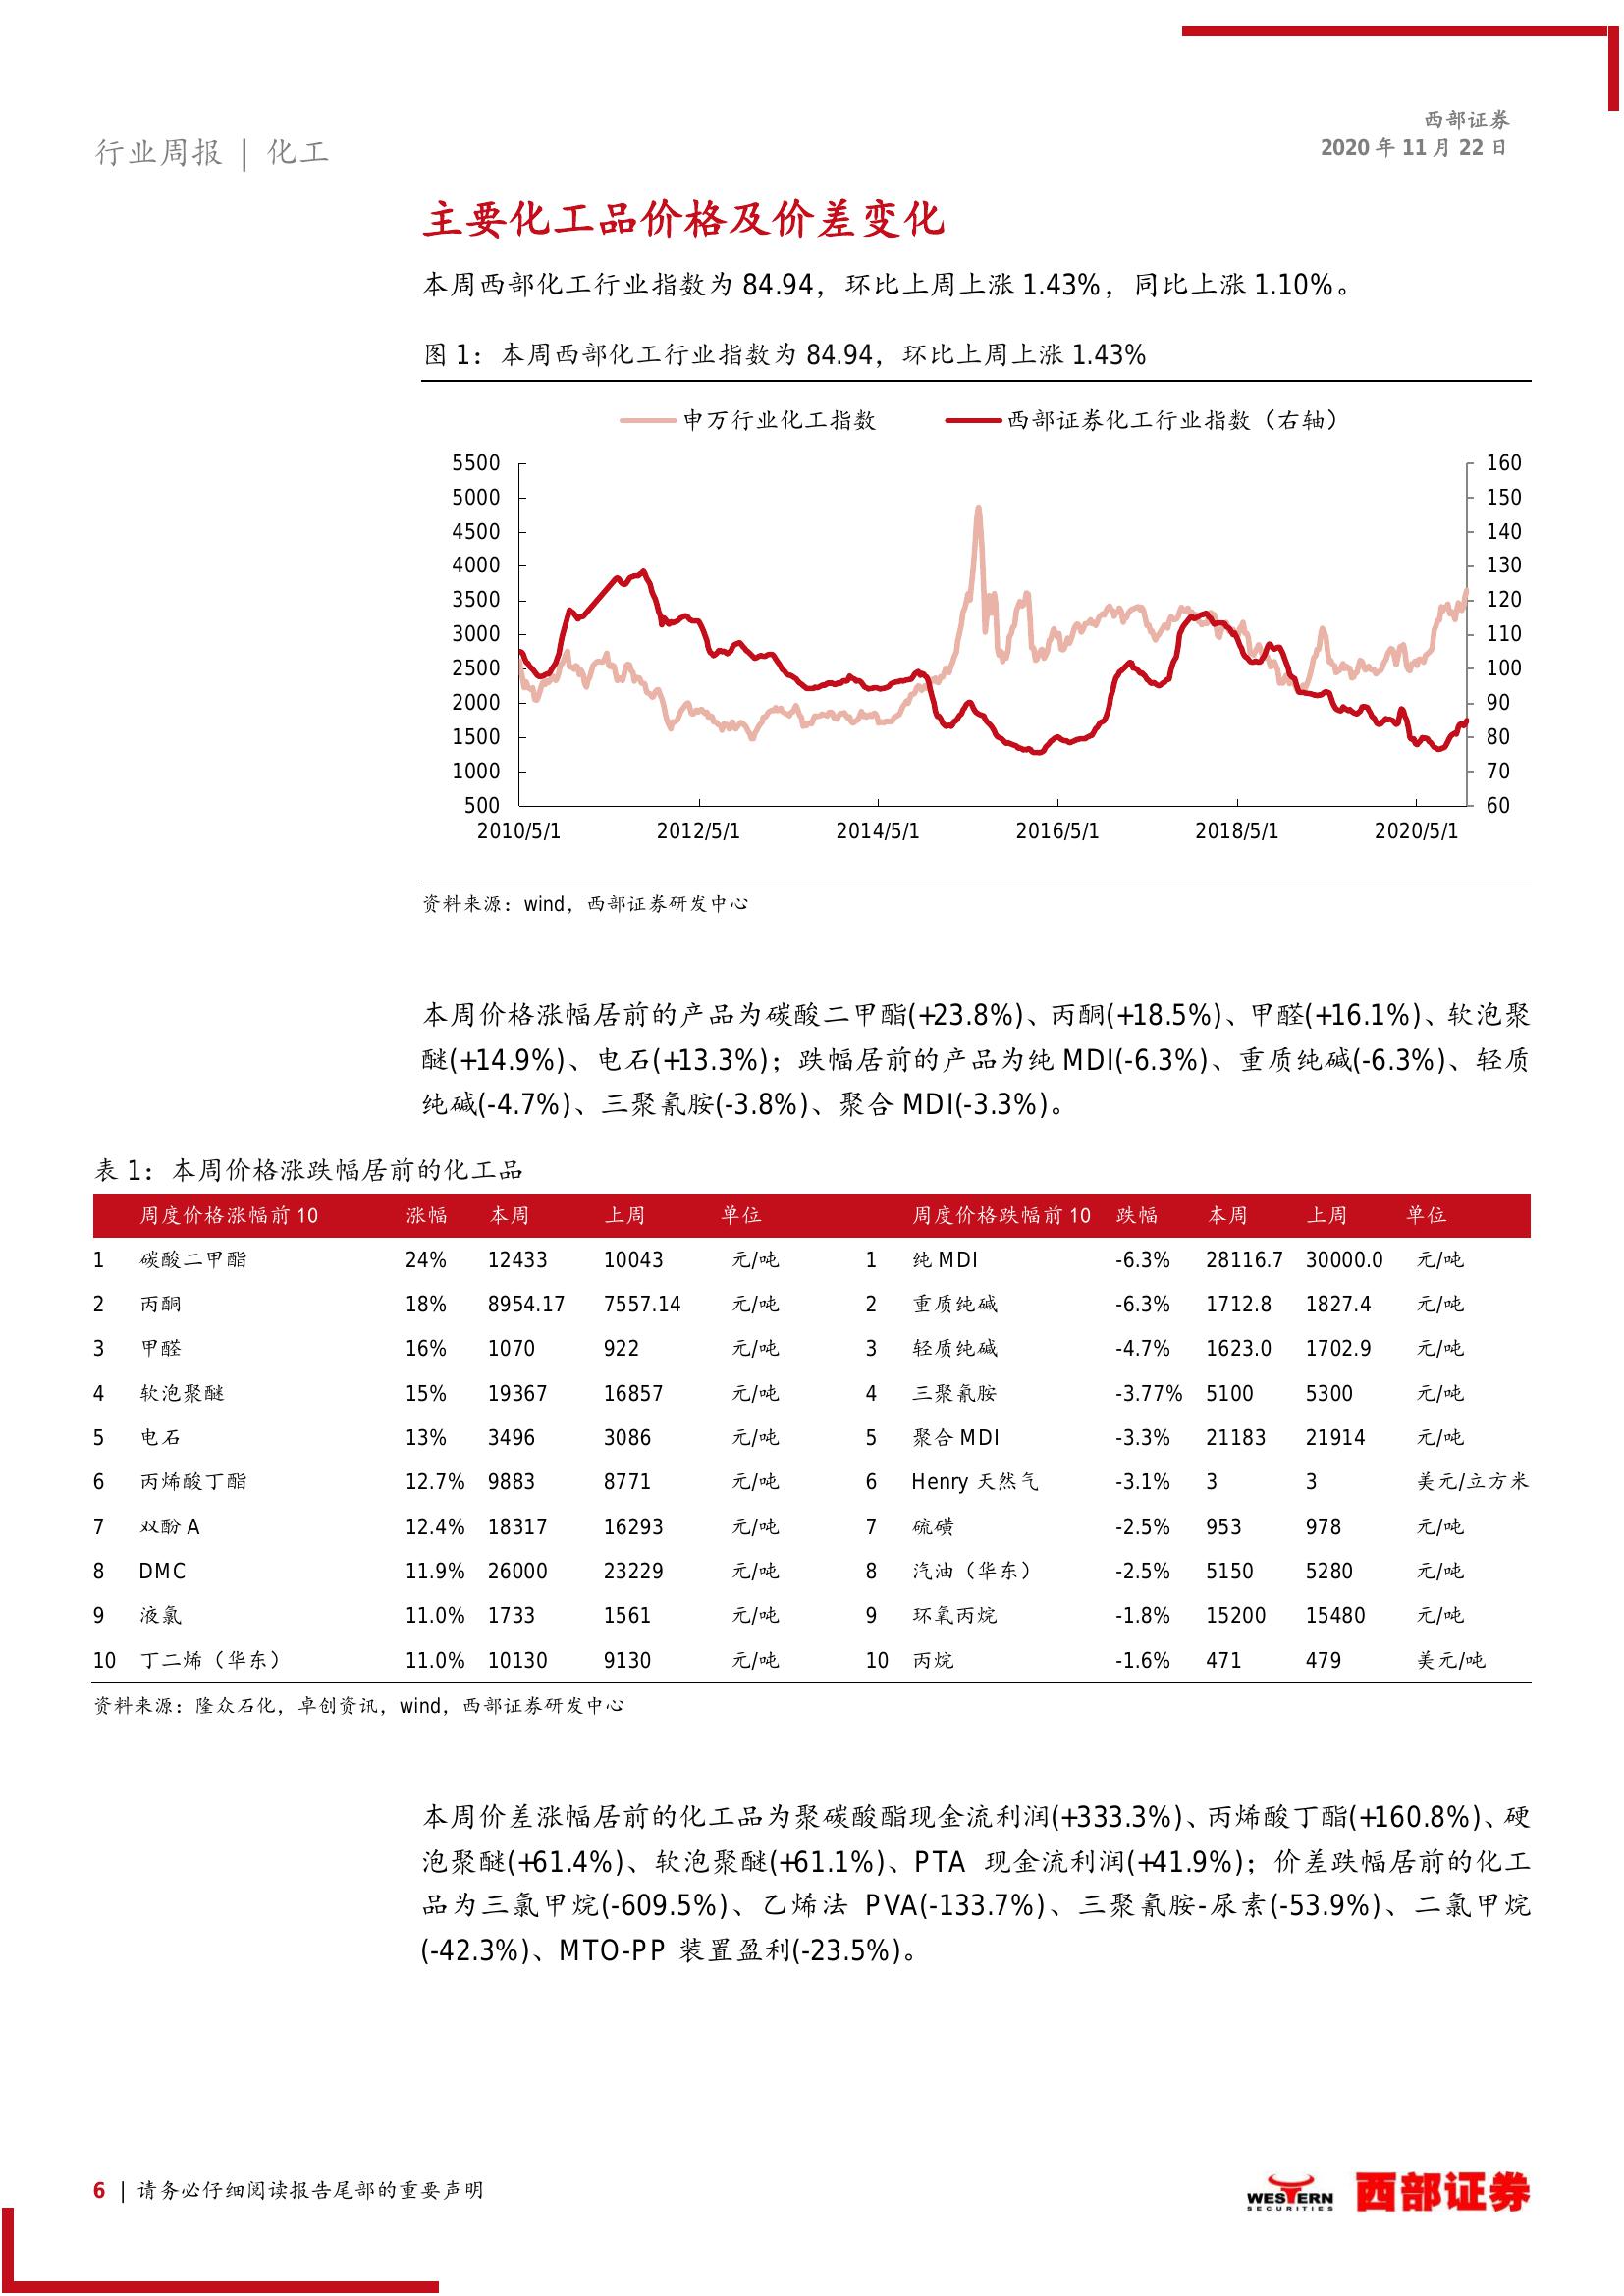 西部证券
2020 年 11 月 22 日
行业周报 | 化工
主要化工品价格及价差变化
本周西部化工行业指数为 84.94，环比上周上涨 1.43%，同比上涨 1.10%。
图 1：本周西部化工行业指数为 84.94，环比上周上涨 1.43%
申万行业化工指数 西部证券化工行业指数（右轴）
5500 160
5000 150
4500 140
4000 130
3500 120
3000 110
2500 100
2000 90
1500 80
1000 70
500 60
2010/5/1 2012/5/1 2014/5/1 2016/5/1 2018/5/1 2020/5/1
资料来源：wind，西部证券研发中心
本周价格涨幅居前的产品为碳酸二甲酯(+23.8%)、丙酮(+18.5%)、甲醛(+16.1%)、软泡聚
醚(+14.9%)、电石(+13.3%)；跌幅居前的产品为纯 MDI(-6.3%)、重质纯碱(-6.3%)、轻质
纯碱(-4.7%)、三聚氰胺(-3.8%)、聚合 MDI(-3.3%)。
表 1：本周价格涨跌幅居前的化工品
周度价格涨幅前 10 涨幅 本周 上周 单位 周度价格跌幅前 10 跌幅 本周 上周 单位
1 碳酸二甲酯 24% 12433 10043 元/吨 1 纯 MDI -6.3% 28116.7 30000.0 元/吨
2 丙酮 18% 8954.17 7557.14 元/吨 2 重质纯碱 -6.3% 1712.8 1827.4 元/吨
3 甲醛 16% 1070 922 元/吨 3 轻质纯碱 -4.7% 1623.0 1702.9 元/吨
4 软泡聚醚 15% 19367 16857 元/吨 4 三聚氰胺 -3.77% 5100 5300 元/吨
5 电石 13% 3496 3086 元/吨 5 聚合 MDI -3.3% 21183 21914 元/吨
6 丙烯酸丁酯 12.7% 9883 8771 元/吨 6 Henry 天然气 -3.1% 3 3 美元/立方米
7 双酚 A 12.4% 18317 16293 元/吨 7 硫磺 -2.5% 953 978 元/吨
8 DMC 11.9% 26000 23229 元/吨 8 汽油（华东） -2.5% 5150 5280 元/吨
9 液氯 11.0% 1733 1561 元/吨 9 环氧丙烷 -1.8% 15200 15480 元/吨
10 丁二烯（华东） 11.0% 10130 9130 元/吨 10 丙烷 -1.6% 471 479 美元/吨
资料来源：隆众石化，卓创资讯，wind，西部证券研发中心
本周价差涨幅居前的化工品为聚碳酸酯现金流利润(+333.3%)、丙烯酸丁酯(+160.8%)、硬
泡聚醚(+61.4%)、软泡聚醚(+61.1%)、PTA 现金流利润(+41.9%)；价差跌幅居前的化工
品为三氯甲烷(-609.5%)、乙烯法 PVA(-133.7%)、三聚氰胺-尿素(-53.9%)、二氯甲烷
(-42.3%)、MTO-PP 装置盈利(-23.5%)。
6 | 请务必仔细阅读报告尾部的重要声明
WESTERN
SECURITIES
西部证券